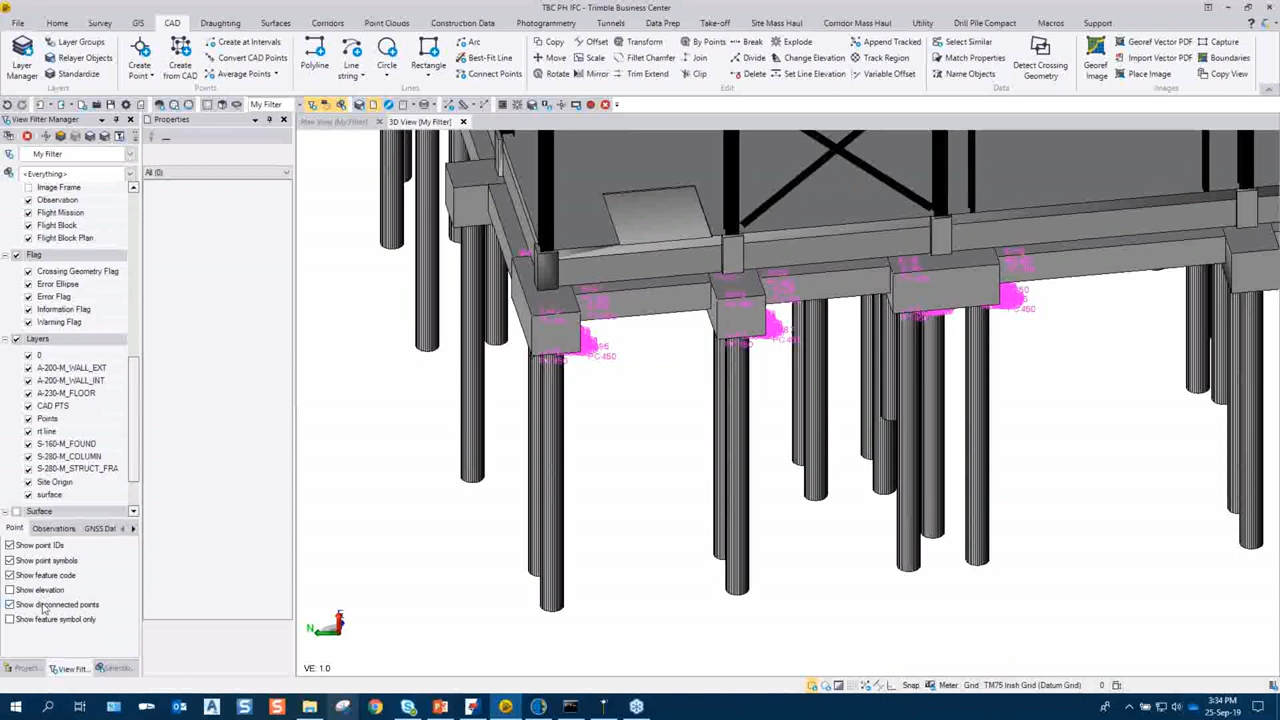 TBC PH IFC - Trimble Business Center
File Home Survey GIS CAD Draughting Surfaces Corridors Point Clouds Construction Data Photogrammetry Tunnels Data Prep Take-off Site Mass Haul Corridor Mass Haul Utility Drill Pile Compact Macros Support
Layer Groups Create at Intervals Arc Copy Offset Transform By Points Break Explode Append Tracked Select Similar Georef Vector PDF Capture
Relayer Objects Convert CAD Points Best-Fit Line Move Scale Fillet Chamfer Join Divide Change Elevation Track Region Match Properties Import Vector PDF Boundaries
Layer Manager Standardize Create Point Create from CAD Average Points Polyline Line string Circle Rectangle Connect Points Rotate Mirror Trim Extend Clip Delete Set Line Elevation Variable Offset Name Objects Detect Crossing Geometry Georef Image Place Image Copy View
Layers Points Lines Edit Data Images
My Filter
View Filter Manager Properties Plan View [My Filter] 3D View [My Filter]
My Filter
<Everything> All (0)
Image Frame
Observation
Flight Mission
Flight Block
Flight Block Plan
Flag
Crossing Geometry Flag
Error Ellipse
Error Flag
Information Flag
Warning Flag
Layers
0
A-200-M_WALL_EXT
A-200-M_WALL_INT
A-230-M_FLOOR
CAD PTS
Points
rt line
S-160-M_FOUND
S-280-M_COLUMN
S-280-M_STRUCT_FRA
Site Origin
surface
Surface
Point Observations GNSS Dat
Show point IDs
Show point symbols
Show feature code
Show elevation
Show disconnected points
Show feature symbol only
PC 450
N
E
VE: 1.0
View Filt...
Snap Meter Grid TM75 Irish Grid (Datum Grid) 0
3:34 PM
25-Sep-19